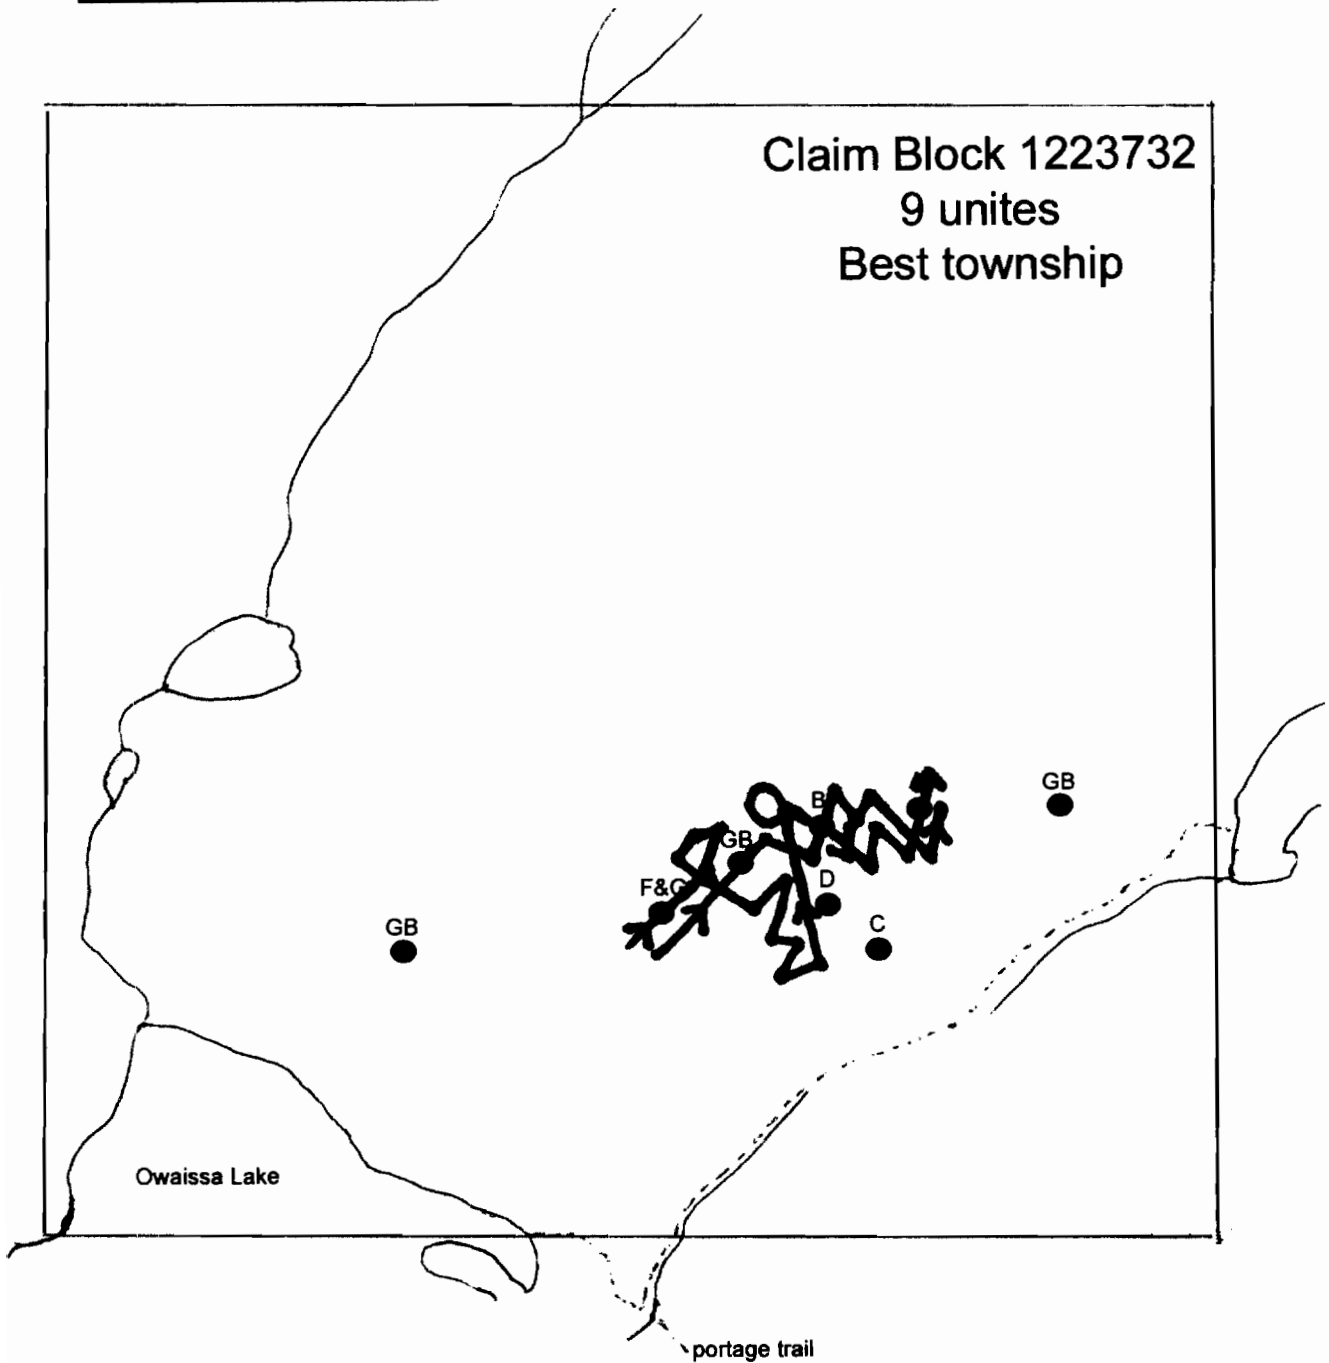 Claim Block 1223732
9 unites
Best township
GB
B
GB
F&G
D
C
GB
Owaissa Lake
portage trail